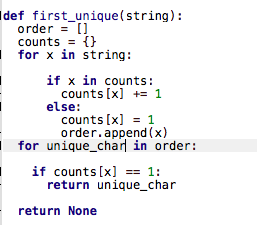 def first_unique(string):
  order = []
  counts = {}
  for x in string:

      if x in counts:
        counts[x] += 1
      else:
        counts[x] = 1
        order.append(x)
  for unique_char in order:

    if counts[x] == 1:
      return unique_char

  return None